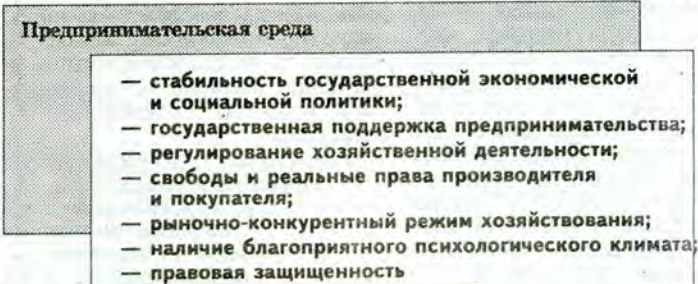 Предпринимательская среда
— стабильность государственной экономической
и социальной политики;
— государственная поддержка предпринимательства;
— регулирование хозяйственной деятельности;
— свободы и реальные права производителя
и покупателя;
— рыночно-конкурентный режим хозяйствования;
— наличие благоприятного психологического климата;
— правовая защищенность